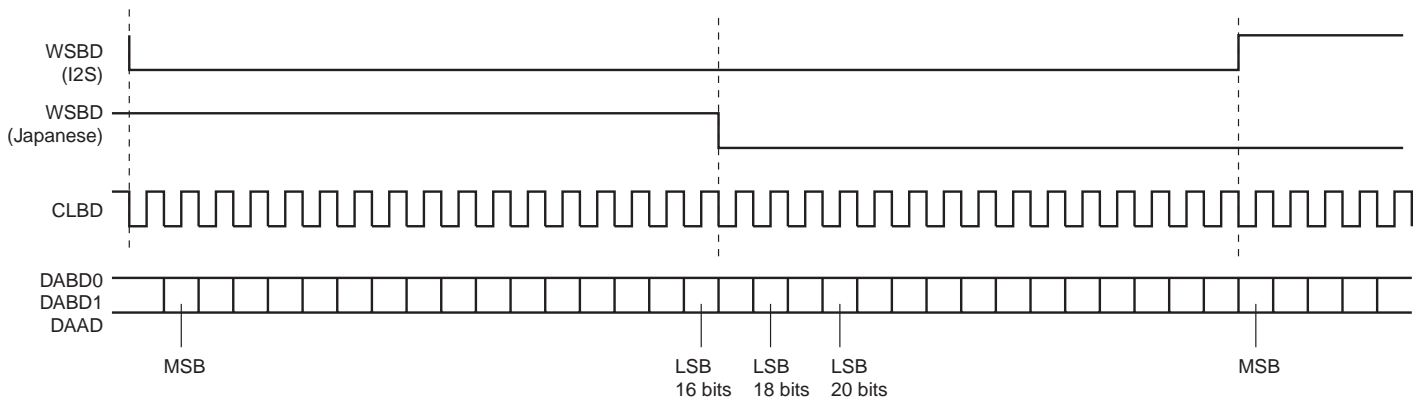 WSBD
(I2S)
WSBD
(Japanese)
CLBD
DABD0
DABD1
DAAD
MSB
LSB
16 bits
LSB
18 bits
LSB
20 bits
MSB